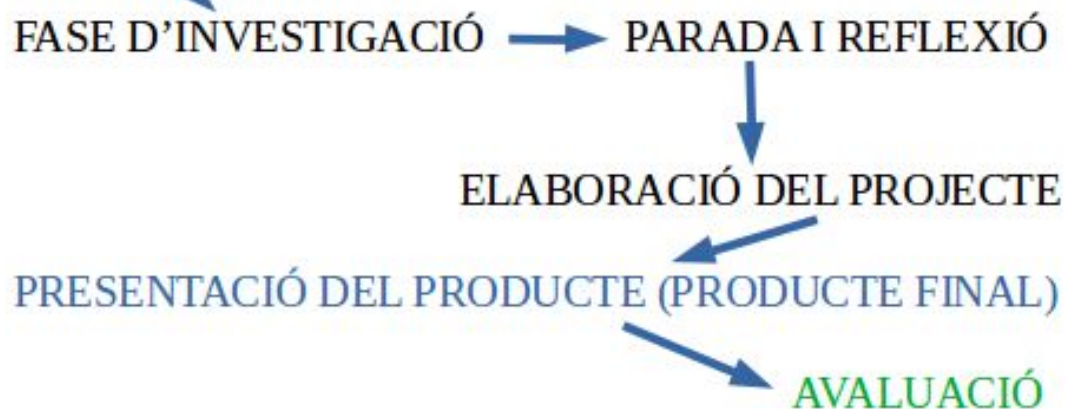 FASE D’INVESTIGACIÓ PARADA I REFLEXIÓ
ELABORACIÓ DEL PROJECTE
PRESENTACIÓ DEL PRODUCTE (PRODUCTE FINAL)
AVALUACIÓ